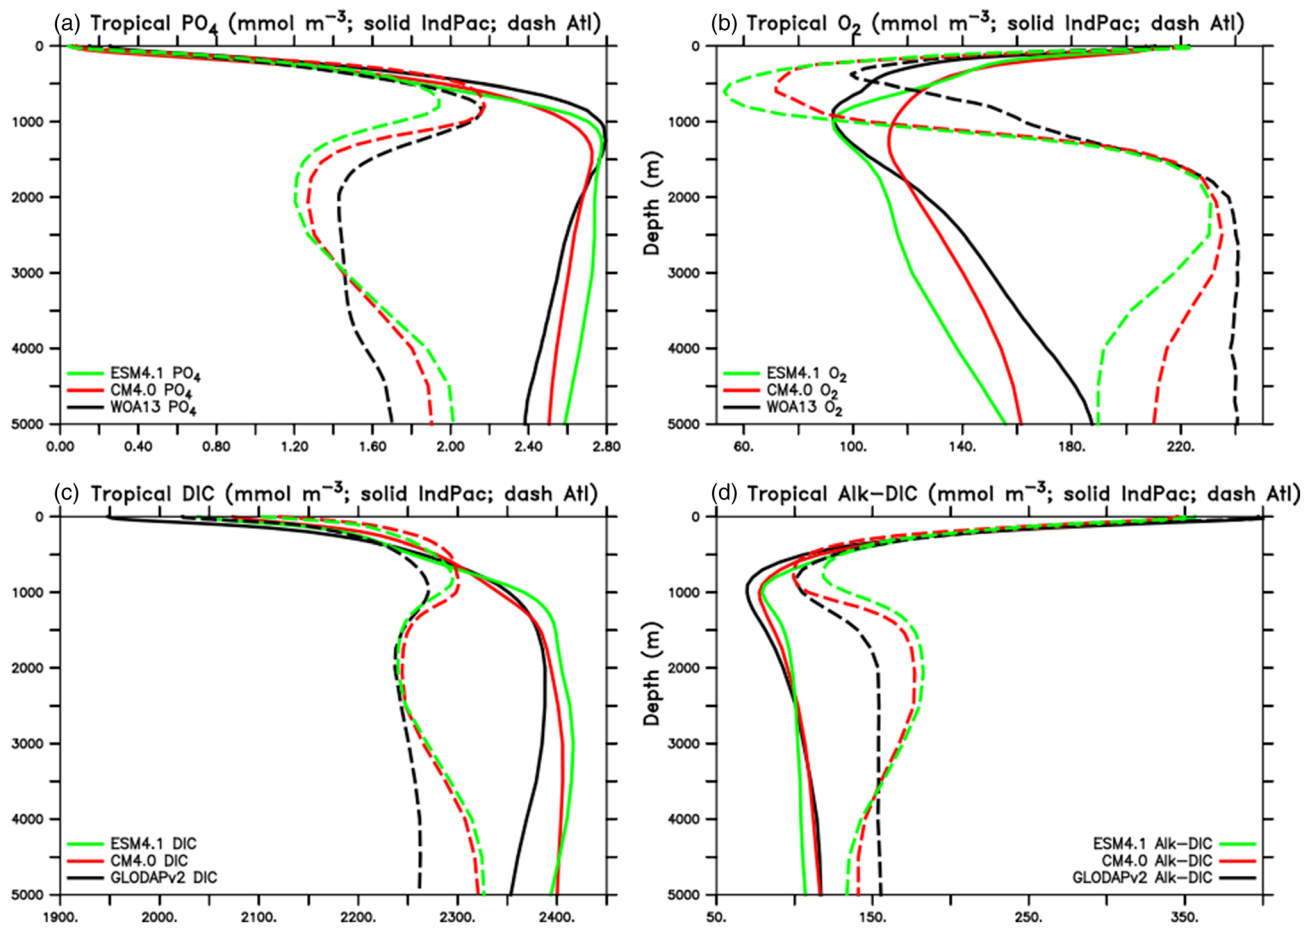 (a) Tropical PO4 (mmol m−3; solid IndPac; dash Atl)
0
1000
2000
3000
4000
5000
ESM4.1 PO4
CM4.0 PO4
WOA13 PO4
0.00 0.40 0.80 1.20 1.60 2.00 2.40 2.80
(b) Tropical O2 (mmol m−3; solid IndPac; dash Atl)
Depth (m)
0
1000
2000
3000
4000
5000
ESM4.1 O2
CM4.0 O2
WOA13 O2
60. 100. 140. 180. 220.
(c) Tropical DIC (mmol m−3; solid IndPac; dash Atl)
0
1000
2000
3000
4000
5000
ESM4.1 DIC
CM4.0 DIC
GLODAPv2 DIC
1900. 2000. 2100. 2200. 2300. 2400.
(d) Tropical Alk−DIC (mmol m−3; solid IndPac; dash Atl)
Depth (m)
0
1000
2000
3000
4000
5000
ESM4.1 Alk−DIC
CM4.0 Alk−DIC
GLODAPv2 Alk−DIC
50. 150. 250. 350.